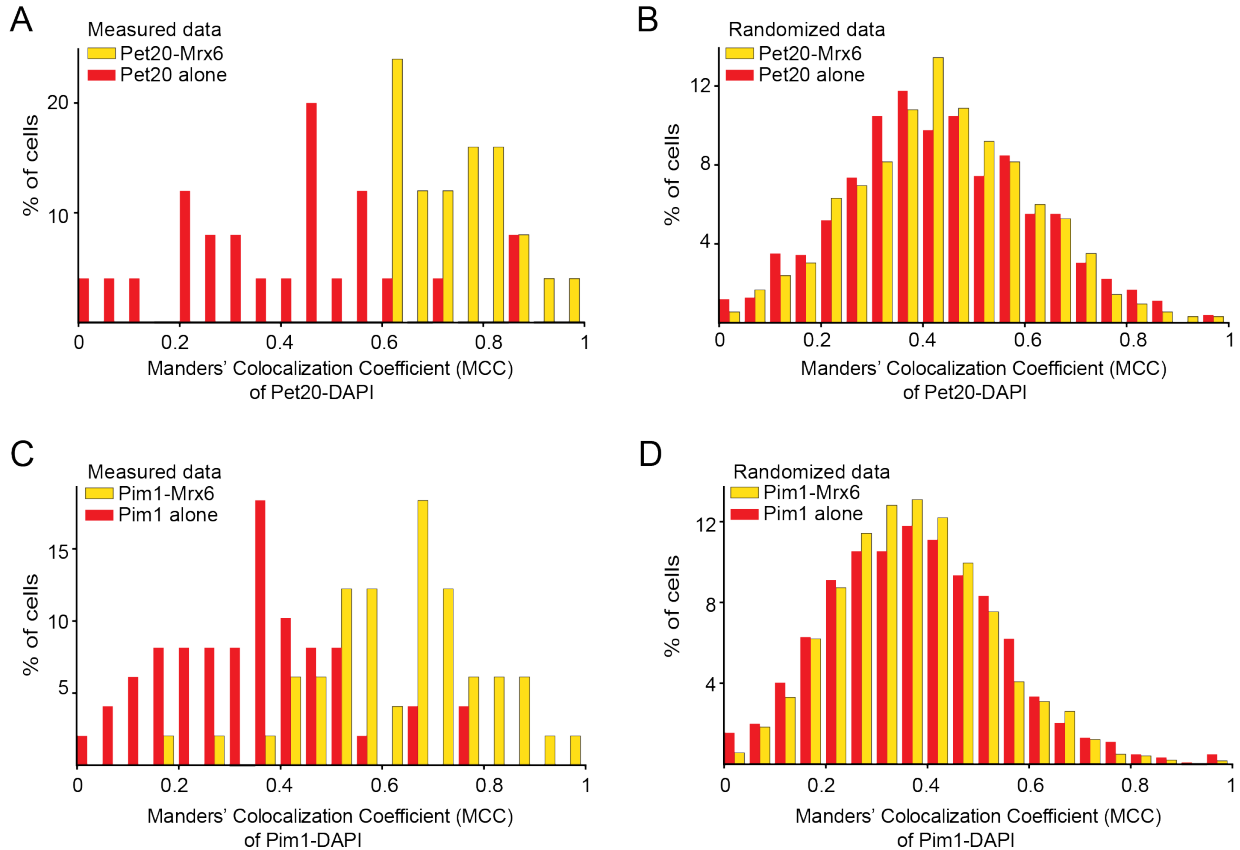 A
Measured data
Pet20-Mrx6
Pet20 alone
20
10
% of cells
0
0.2
0.4
0.6
0.8
1
Manders' Colocalization Coefficient (MCC)
of Pet20-DAPI
B
Randomized data
Pet20-Mrx6
Pet20 alone
12
8
4
% of cells
0
0.2
0.4
0.6
0.8
1
Manders' Colocalization Coefficient (MCC)
of Pet20-DAPI
C
Measured data
Pim1-Mrx6
Pim1 alone
15
10
5
% of cells
0
0.2
0.4
0.6
0.8
1
Manders' Colocalization Coefficient (MCC)
of Pim1-DAPI
D
Randomized data
Pim1-Mrx6
Pim1 alone
12
8
4
% of cells
0
0.2
0.4
0.6
0.8
1
Manders' Colocalization Coefficient (MCC)
of Pim1-DAPI